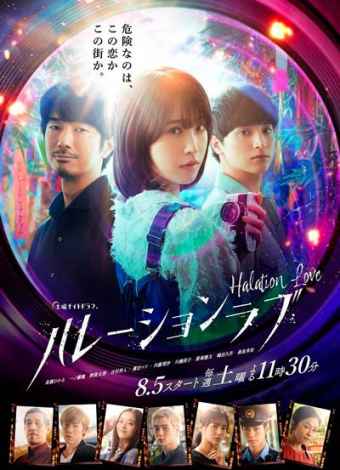 危険なのは、
この恋か
この街か。
土曜ナイトドラマ
Halation Love
ハレーションラブ
8.5スタート 毎週土曜よる11時30分